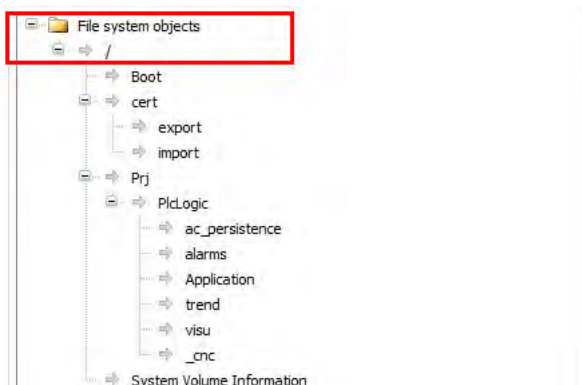 File system objects
/
Boot
cert
export
import
Prj
PlcLogic
ac_persistence
alarms
Application
trend
visu
_cnc
System Volume Information